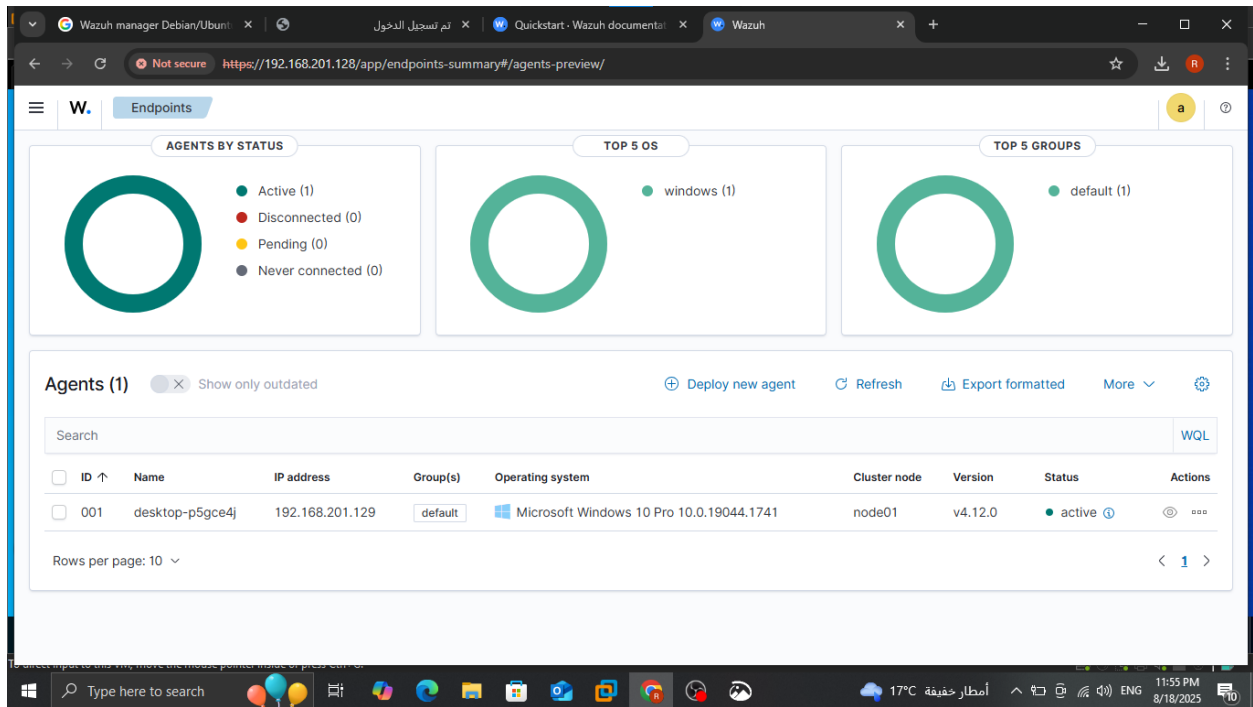 Wazuh manager Debian/Ubunt
تم تسجيل الدخول
Quickstart · Wazuh documentat
Wazuh
Not secure https://192.168.201.128/app/endpoints-summary#/agents-preview/
R
W. Endpoints
a
AGENTS BY STATUS
Active (1)
Disconnected (0)
Pending (0)
Never connected (0)
TOP 5 OS
windows (1)
TOP 5 GROUPS
default (1)
Agents (1) Show only outdated Deploy new agent Refresh Export formatted More
Search WQL
ID Name IP address Group(s) Operating system Cluster node Version Status Actions
001 desktop-p5gce4j 192.168.201.129 default Microsoft Windows 10 Pro 10.0.19044.1741 node01 v4.12.0 active
Rows per page: 10 1
Type here to search
17°C أمطار خفيفة
ENG
11:55 PM
8/18/2025
10